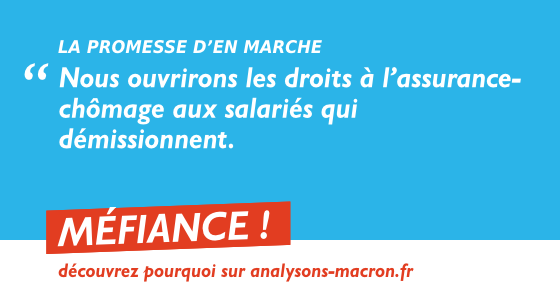 LA PROMESSE D’EN MARCHE
“ Nous ouvrirons les droits à l’assurance-
chômage aux salariés qui
démissionnent.
MÉFIANCE !
découvrez pourquoi sur analysons-macron.fr